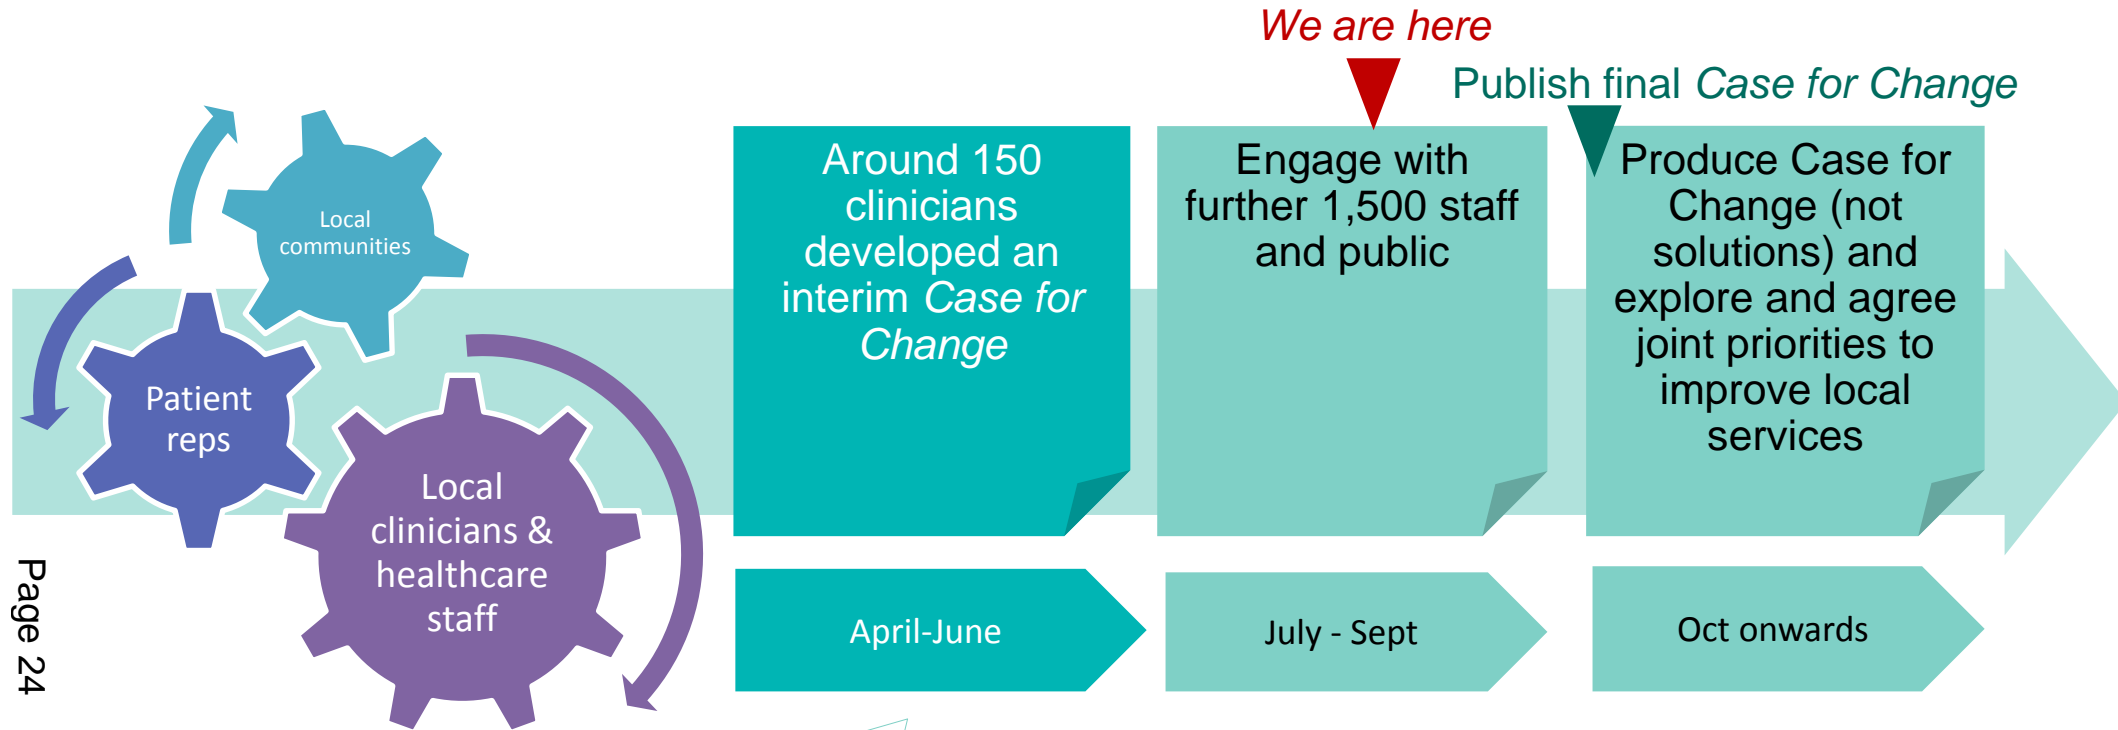 We are here
Publish final Case for Change
Local
communities
Patient
reps
Local
clinicians &
healthcare
staff
Around 150
clinicians
developed an
interim Case for
Change
Engage with
further 1,500 staff
and public
Produce Case for
Change (not
solutions) and
explore and agree
joint priorities to
improve local
services
April-June
July - Sept
Oct onwards
Page 24